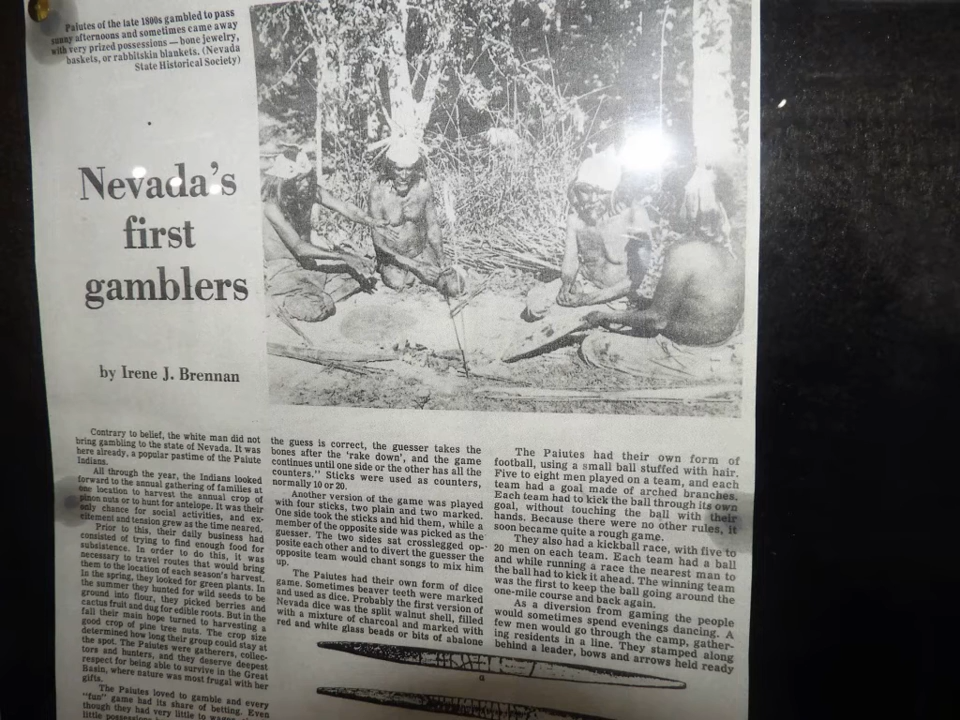 Paiutes of the late 1800s gambled to pass
sunny afternoons and sometimes came away
with very prized possessions — bone jewelry,
baskets, or rabbitskin blankets. (Nevada
State Historical Society)
Nevada's
first
gamblers
by Irene J. Brennan
Contrary to belief, the white man did not
bring gambling to the state of Nevada. It was
here already, a popular pastime of the Paiute
Indians.
All through the year, the Indians looked
forward to the annual gathering of families at
one location to harvest the annual crop of
pinon nuts or to hunt for antelope. It was their
only chance for social activities, and ex-
citement and tension grew as the time neared.
Prior to this, their daily business had
consisted of trying to find enough food for
subsistence. In order to do this, it was
necessary to travel routes that would bring
them to the location of each season's harvest.
In the spring, they looked for green plants. In
the summer they hunted for wild seeds to be
ground into flour, they picked berries and
cactus fruit and dug for edible roots. But in the
fall their main hope turned to harvesting a
good crop of pine tree nuts. The crop size
determined how long their group could stay at
the spot. The Paiutes were gatherers, collec-
tors and hunters, and they deserve deepest
respect for being able to survive in the Great
Basin, where nature was most frugal with her
gifts.
The Paiutes loved to gamble and every
"fun" game had its share of betting. Even
though they had very little to wager,
little possessions
the guess is correct, the guesser takes the
bones after the 'rake down', and the game
continues until one side or the other has all the
counters." Sticks were used as counters,
normally 10 or 20.
Another version of the game was played
with four sticks, two plain and two marked.
One side took the sticks and hid them, while a
member of the opposite side was picked as the
guesser. The two sides sat crosslegged op-
posite each other and to divert the guesser the
opposite team would chant songs to mix him
up.
The Paiutes had their own form of dice
game. Sometimes beaver teeth were marked
and used as dice. Probably the first version of
Nevada dice was the split walnut shell, filled
with a mixture of charcoal and marked with
red and white glass beads or bits of abalone
The Paiutes had their own form of
football, using a small ball stuffed with hair.
Five to eight men played on a team, and each
team had a goal made of arched branches.
Each team had to kick the ball through its own
goal, without touching the ball with their
hands. Because there were no other rules, it
soon became quite a rough game.
They also had a kickball race, with five to
20 men on each team. Each team had a ball
and while running a race the nearest man to
the ball had to kick it ahead. The winning team
was the first to keep the ball going around the
one-mile course and back again.
As a diversion from gaming the people
would sometimes spend evenings dancing. A
few men would go through the camp, gather-
ing residents in a line. They stamped along
behind a leader, bows and arrows held ready
G